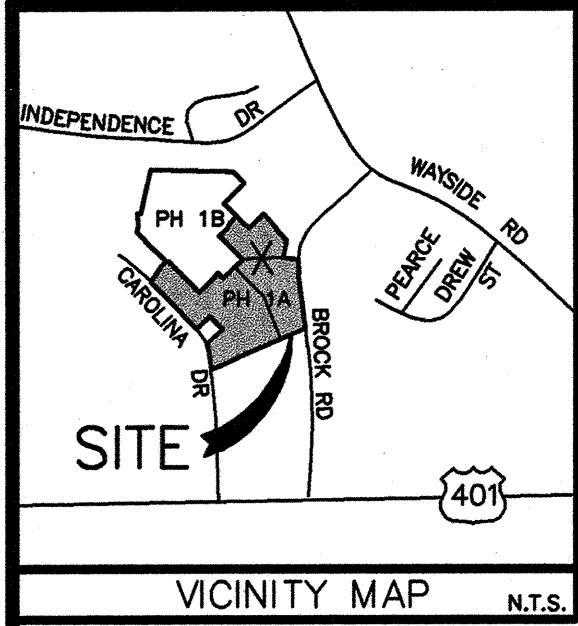 INDEPENDENCE DR
WAYSIDE RD
PH 1B
PEARCE
DREW ST
CAROLINA DR
PH 1A
BROCK RD
SITE
401
VICINITY MAP
N.T.S.